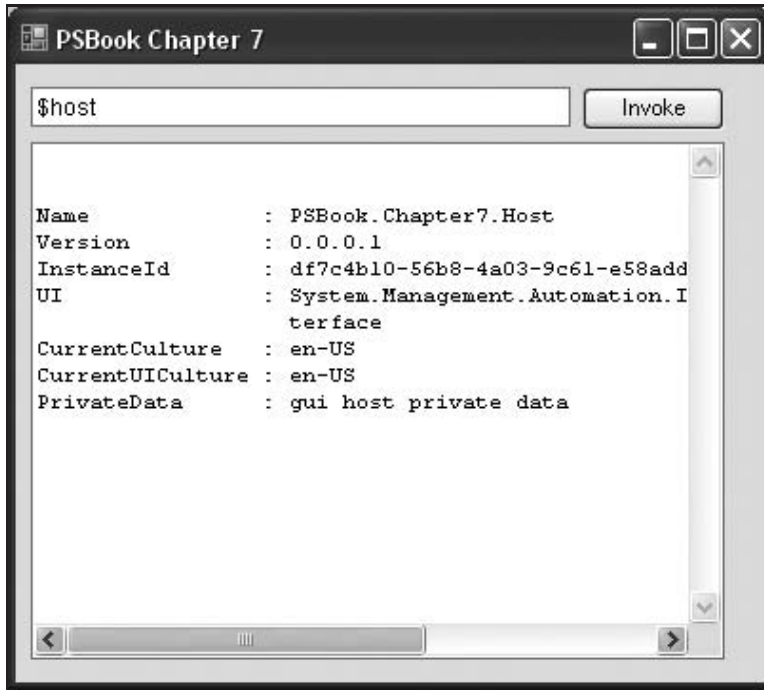 PSBook Chapter 7
$host
Invoke
Name : PSBook.Chapter7.Host
Version : 0.0.0.1
InstanceId : df7c4b10-56b8-4a03-9c61-e58add
UI : System.Management.Automation.I
terface
CurrentCulture : en-US
CurrentUICulture : en-US
PrivateData : gui host private data